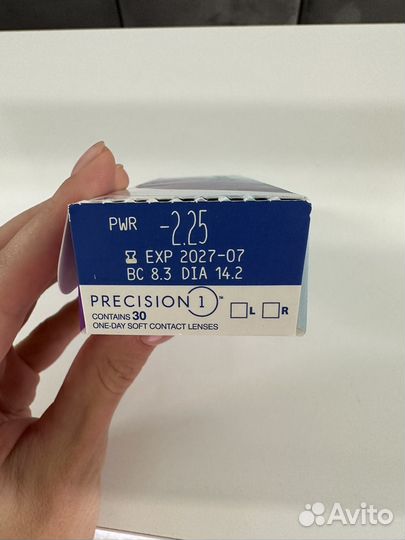 PWR -2.25
EXP 2027-07
BC 8.3 DIA 14.2
PRECISION 1™
CONTAINS 30 L R
ONE-DAY SOFT CONTACT LENSES
Avito